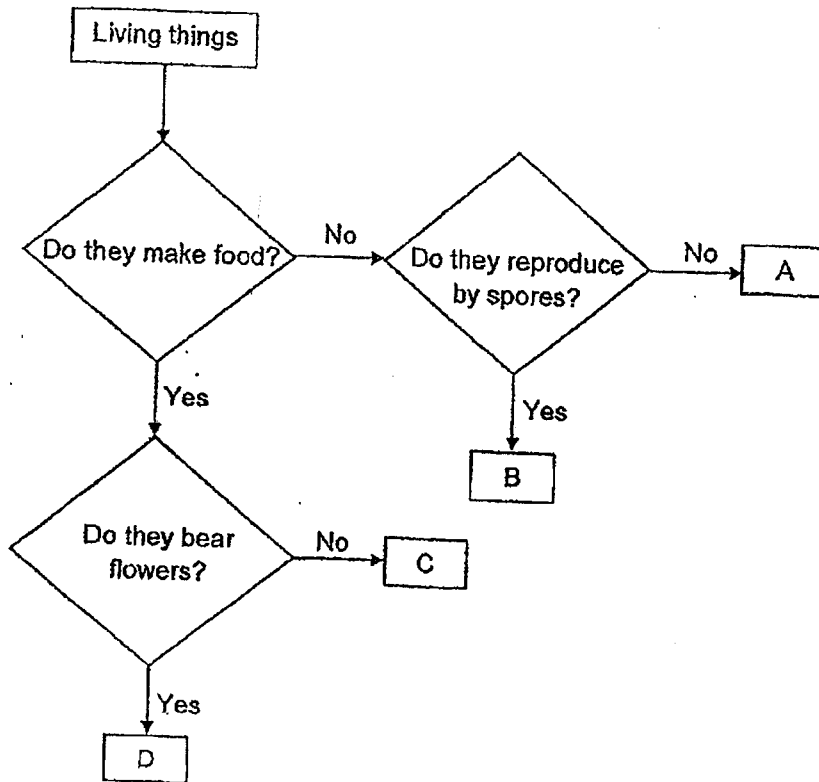 Living things
Do they make food?
No
Do they reproduce
by spores?
No
A
Yes
Yes
B
Do they bear
flowers?
No
C
Yes
D